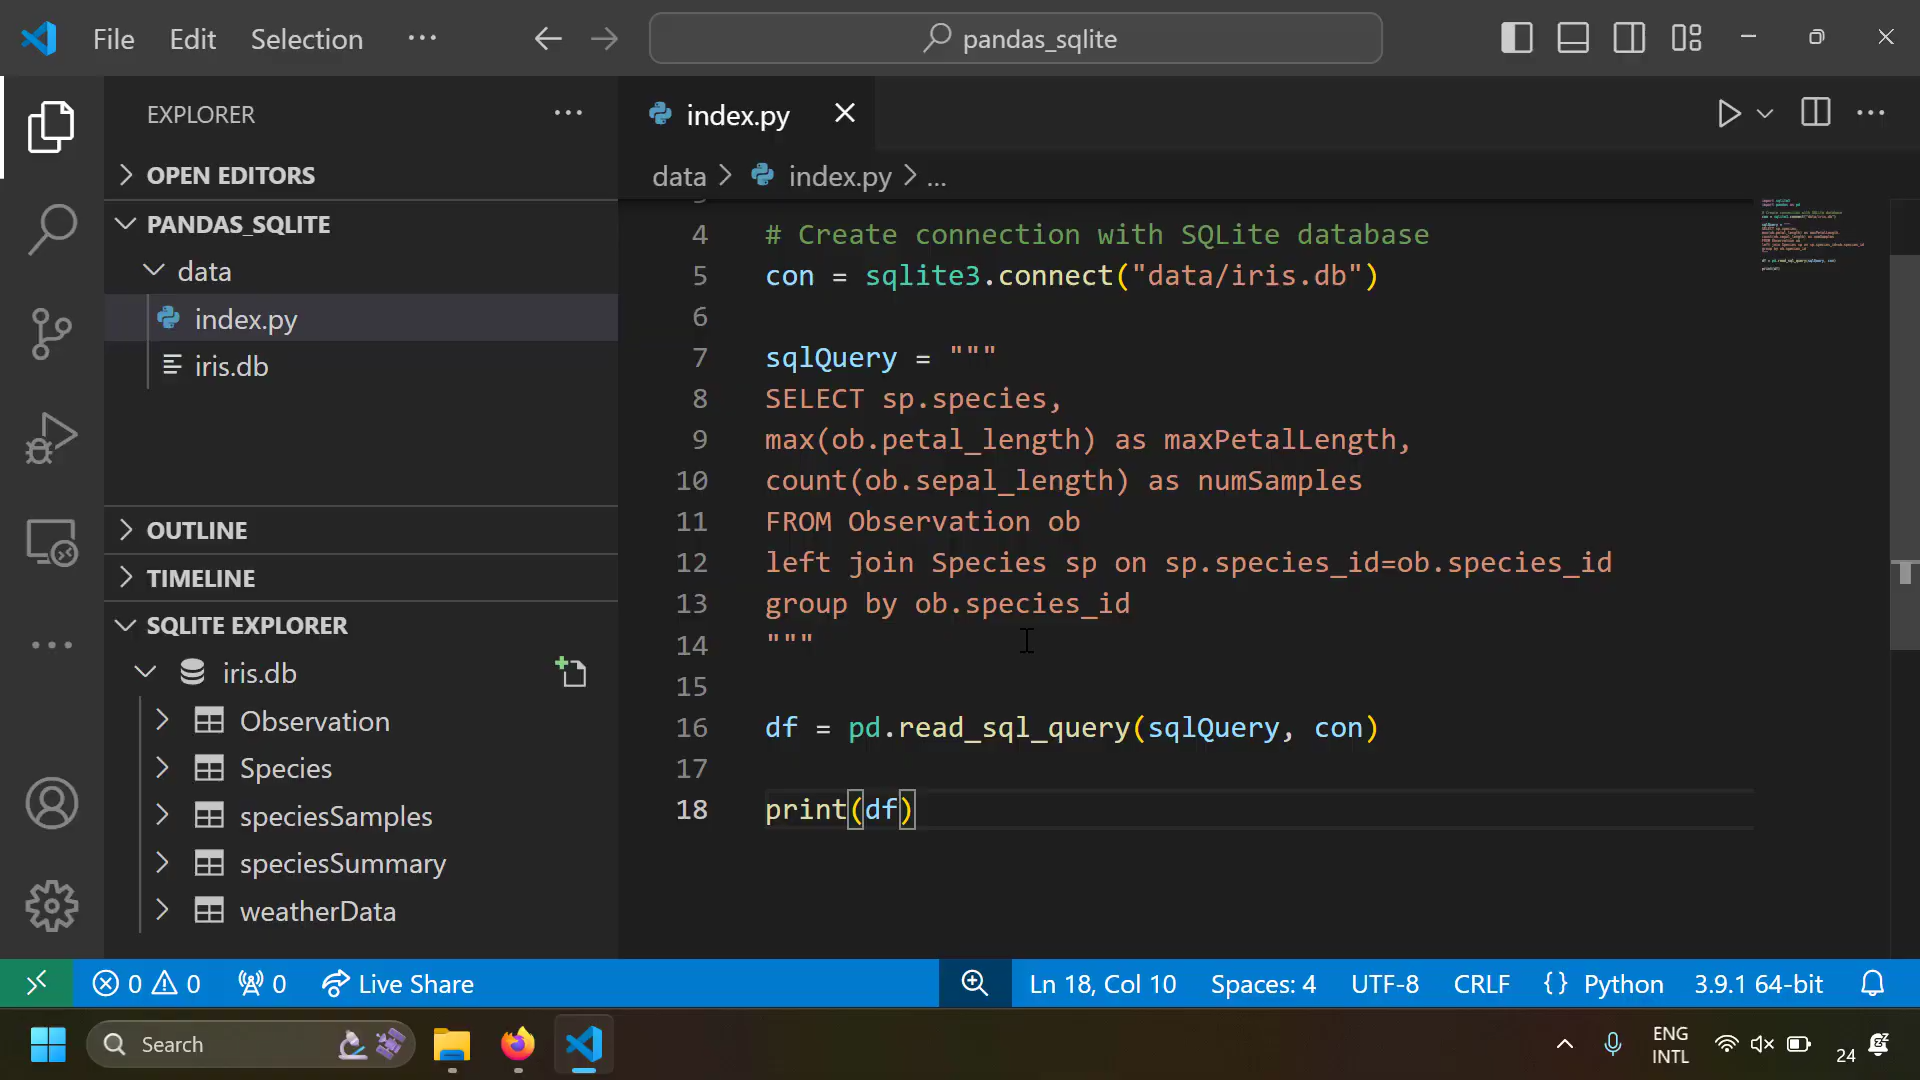 File Edit Selection ... pandas_sqlite
EXPLORER ...
index.py
OPEN EDITORS
data > index.py > ...
PANDAS_SQLITE
data
index.py
iris.db
OUTLINE
TIMELINE
SQLITE EXPLORER
iris.db
Observation
Species
speciesSamples
speciesSummary
weatherData
4 # Create connection with SQLite database
5 con = sqlite3.connect("data/iris.db")
6
7 sqlQuery = """
8 SELECT sp.species,
9 max(ob.petal_length) as maxPetalLength,
10 count(ob.sepal_length) as numSamples
11 FROM Observation ob
12 left join Species sp on sp.species_id=ob.species_id
13 group by ob.species_id
14 """
15
16 df = pd.read_sql_query(sqlQuery, con)
17
18 print(df)
0 0 0 Live Share Ln 18, Col 10 Spaces: 4 UTF-8 CRLF {} Python 3.9.1 64-bit
Search ENG
INTL
24